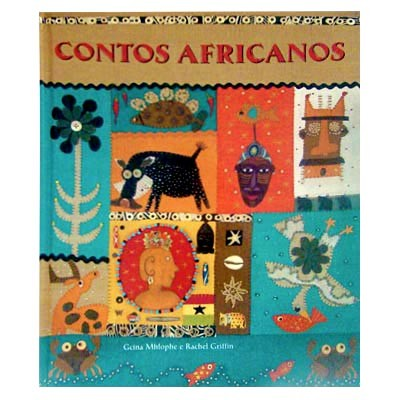 CONTOS AFRICANOS
Gcina Mhlophe e Rachel Griffin